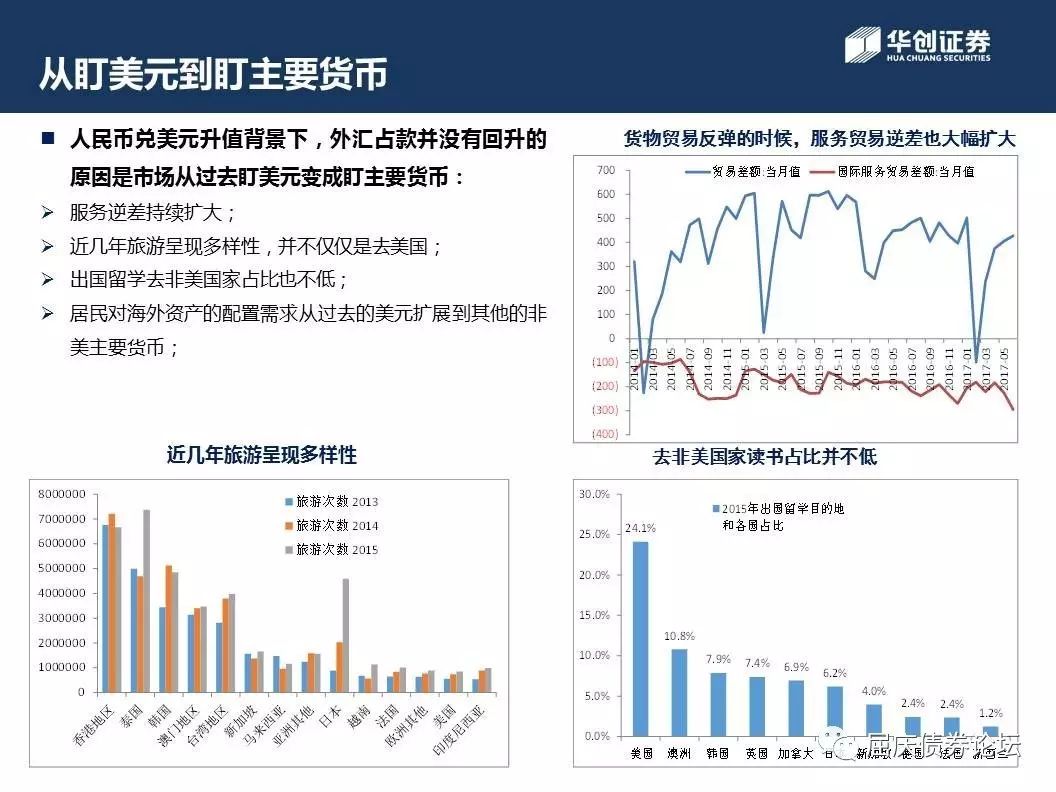 华创证券
HUA CHUANG SECURITIES
从盯美元到盯主要货币
人民币兑美元升值背景下，外汇占款并没有回升的
原因是市场从过去盯美元变成盯主要货币：
服务逆差持续扩大；
近几年旅游呈现多样性，并不仅仅是去美国；
出国留学去非美国家占比也不低；
居民对海外资产的配置需求从过去的美元扩展到其他的非
美主要货币；
货物贸易反弹的时候，服务贸易逆差也大幅扩大
贸易差额:当月值
国际服务贸易差额:当月值
700
600
500
400
300
200
100
0
(100)
(200)
(300)
(400)
2014-01
2014-03
2014-05
2014-07
2014-09
2014-11
2015-01
2015-03
2015-05
2015-07
2015-09
2015-11
2016-01
2016-03
2016-05
2016-07
2016-09
2016-11
2017-01
2017-03
2017-05
近几年旅游呈现多样性
旅游次数 2013
旅游次数 2014
旅游次数 2015
8000000
7000000
6000000
5000000
4000000
3000000
2000000
1000000
0
香港地区
泰国
韩国
澳门地区
台湾地区
新加坡
马来西亚
亚洲其他
日本
越南
法国
欧洲其他
美国
印度尼西亚
去非美国家读书占比并不低
2015年出国留学目的地
和各国占比
30.0%
25.0%
20.0%
15.0%
10.0%
5.0%
0.0%
24.1%
10.8%
7.9%
7.4%
6.9%
6.2%
4.0%
2.4%
2.4%
1.2%
美国
澳洲
韩国
英国
加拿大
屈庆债券论坛